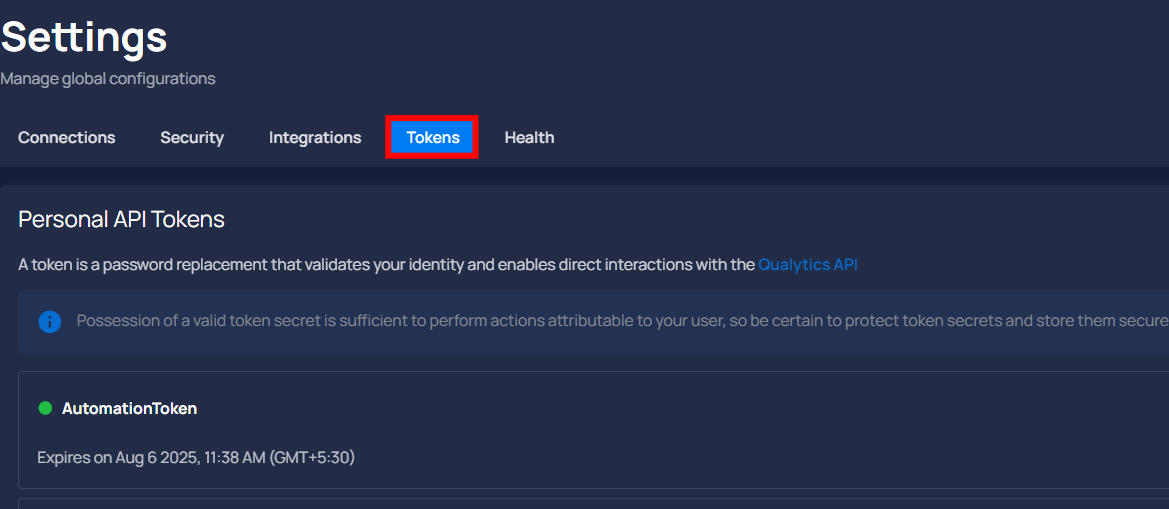 Settings
Manage global configurations
Connections Security Integrations Tokens Health
Personal API Tokens
A token is a password replacement that validates your identity and enables direct interactions with the Qualytics API
Possession of a valid token secret is sufficient to perform actions attributable to your user, so be certain to protect token secrets and store them secure
AutomationToken
Expires on Aug 6 2025, 11:38 AM (GMT+5:30)